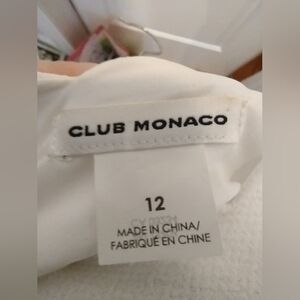 CLUB MONACO
12
MADE IN CHINA/
FABRIQUÉ EN CHINE